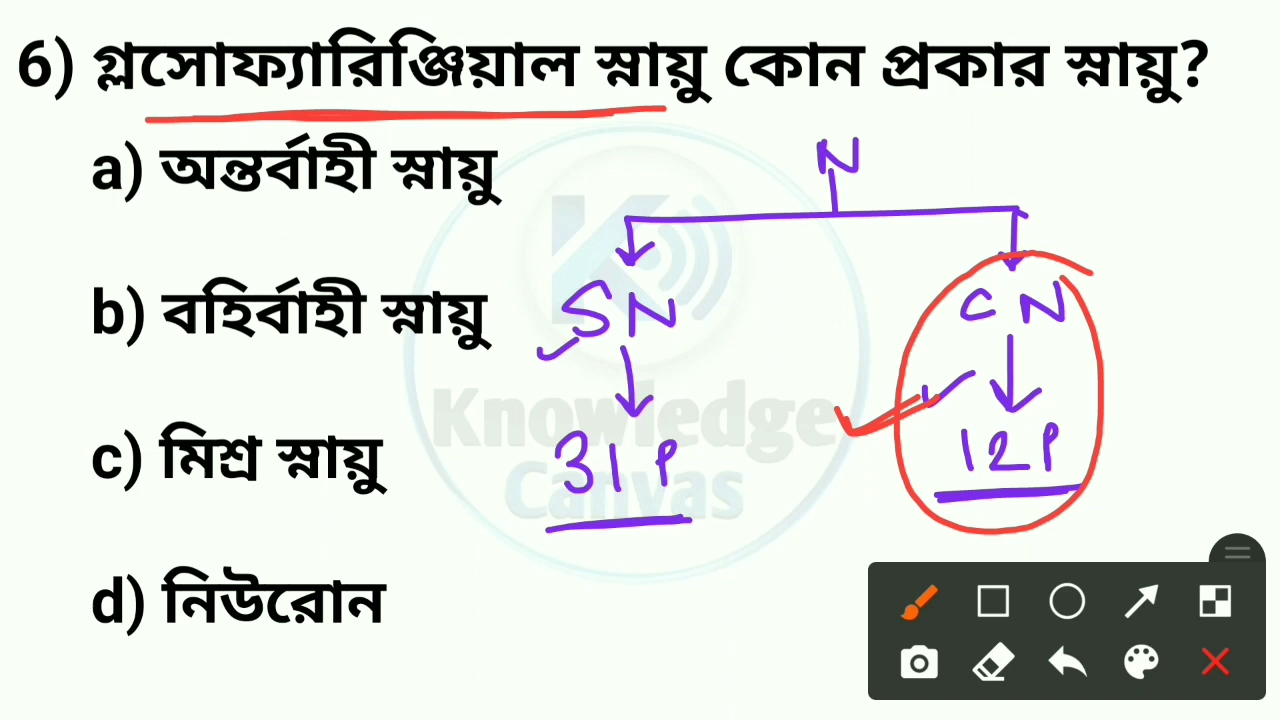 6) গ্লসোফ্যারিঞ্জিয়াল স্নায়ু কোন প্রকার স্নায়ু?
a) অন্তর্বাহী স্নায়ু
b) বহির্বাহী স্নায়ু
c) মিশ্র স্নায়ু
d) নিউরোন
N
SN
CN
31P
12P
Knowledge
Canvas